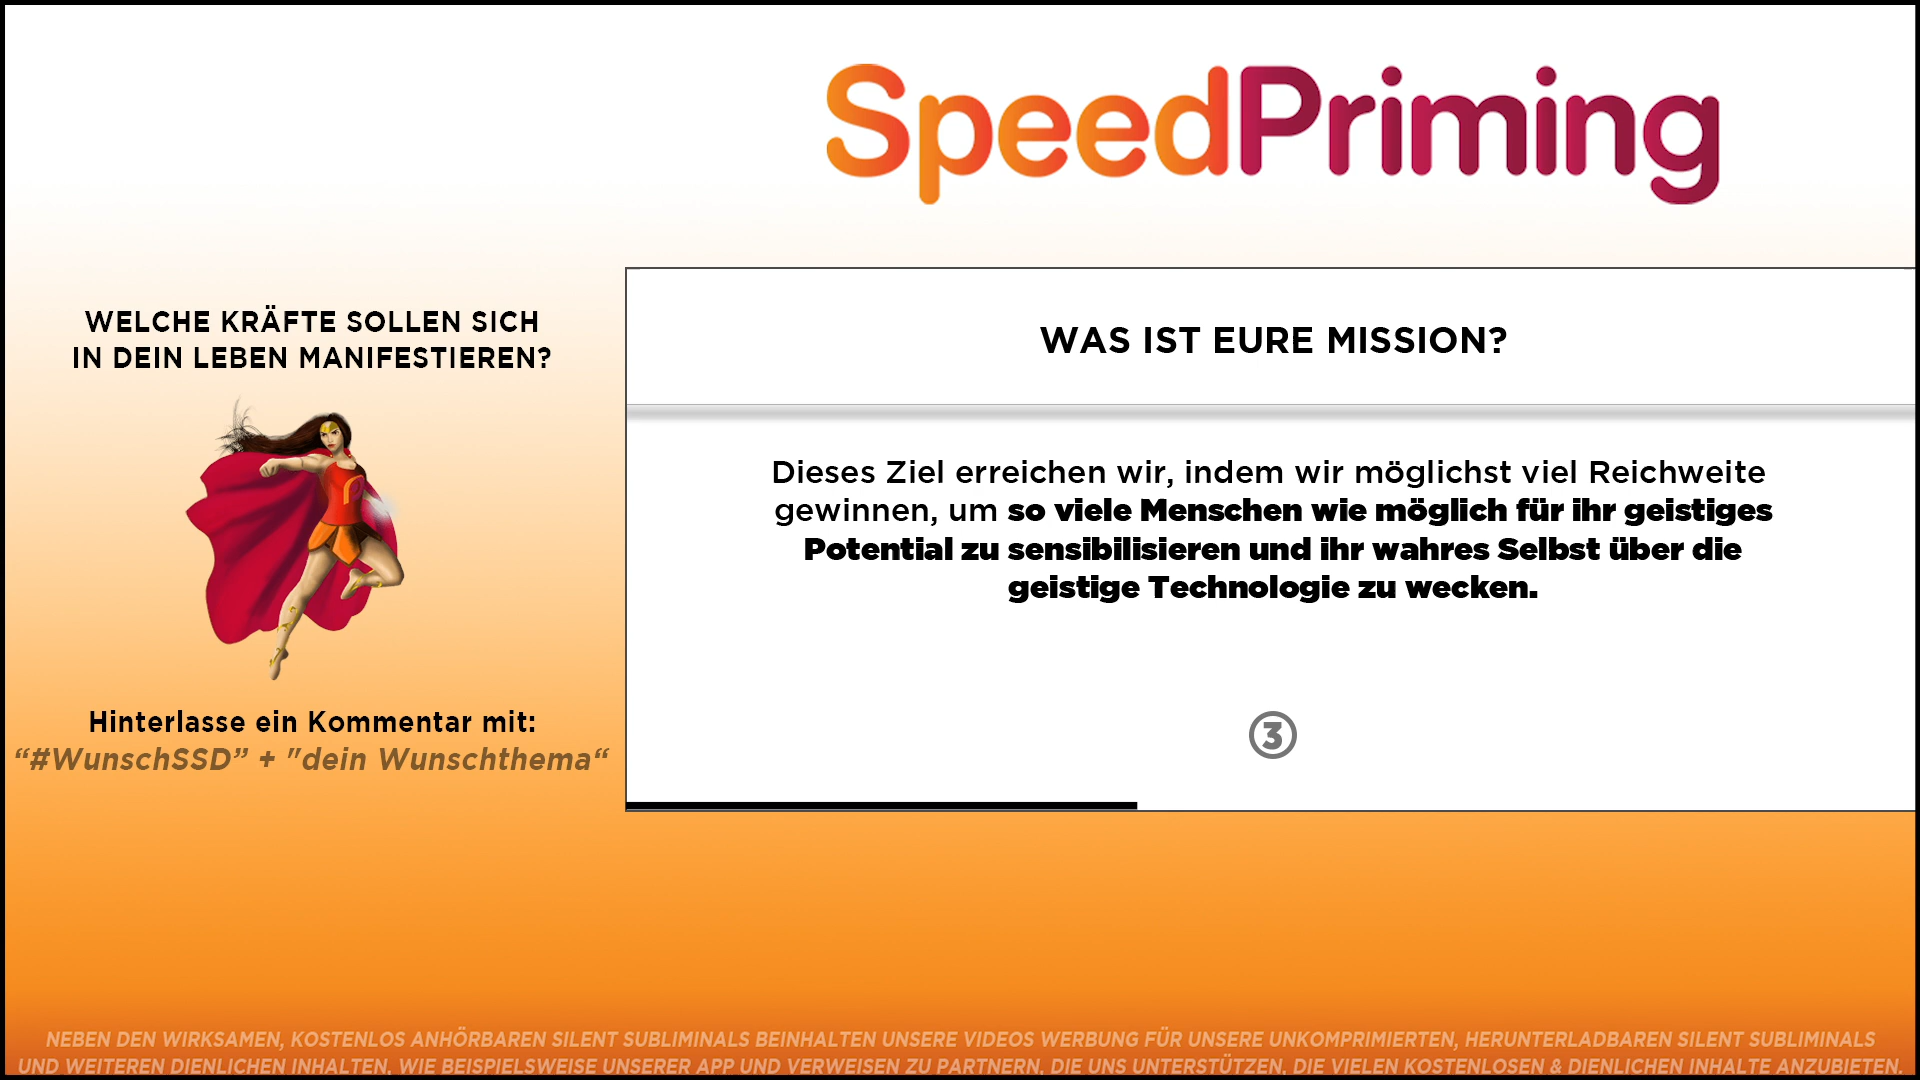 SpeedPriming
WELCHE KRÄFTE SOLLEN SICH
IN DEIN LEBEN MANIFESTIEREN?
Hinterlasse ein Kommentar mit:
“#WunschSSD” + "dein Wunschthema“
WAS IST EURE MISSION?
Dieses Ziel erreichen wir, indem wir möglichst viel Reichweite
gewinnen, um so viele Menschen wie möglich für ihr geistiges
Potential zu sensibilisieren und ihr wahres Selbst über die
geistige Technologie zu wecken.
3
NEBEN DEN WIRKSAMEN, KOSTENLOS ANHÖRBAREN SILENT SUBLIMINALS BEINHALTEN UNSERE VIDEOS WERBUNG FÜR UNSERE UNKOMPRIMIERTEN, HERUNTERLADBAREN SILENT SUBLIMINALS
UND WEITEREN DIENLICHEN INHALTEN, WIE BEISPIELSWEISE UNSERER APP UND VERWEISEN ZU PARTNERN, DIE UNS UNTERSTÜTZEN, DIE VIELEN KOSTENLOSEN & DIENLICHEN INHALTE ANZUBIETEN.